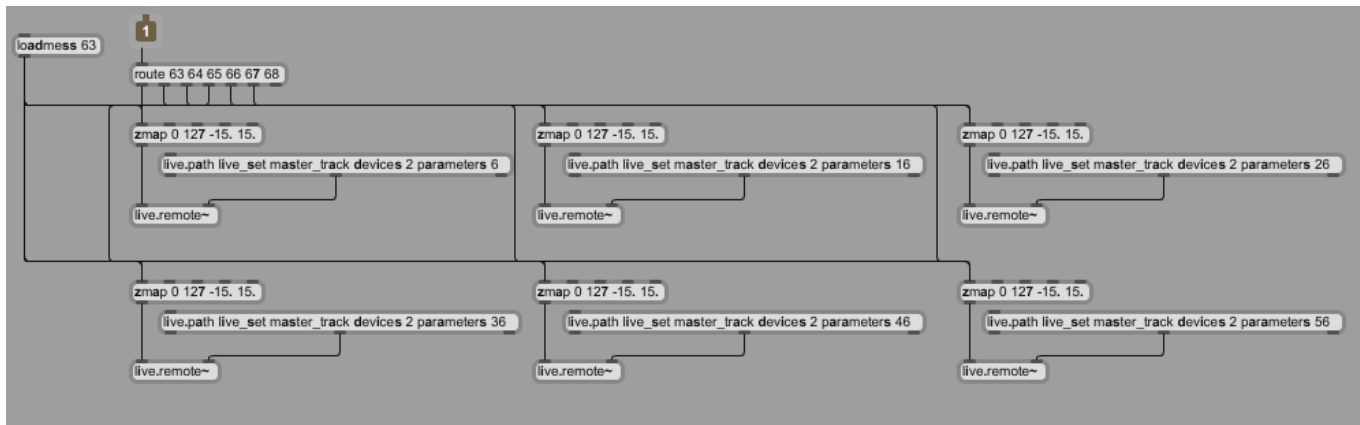 loadmess 63
1
route 63 64 65 66 67 68
zmap 0 127 -15. 15.
zmap 0 127 -15. 15.
zmap 0 127 -15. 15.
live.path live_set master_track devices 2 parameters 6
live.path live_set master_track devices 2 parameters 16
live.path live_set master_track devices 2 parameters 26
live.remote~
live.remote~
live.remote~
zmap 0 127 -15. 15.
zmap 0 127 -15. 15.
zmap 0 127 -15. 15.
live.path live_set master_track devices 2 parameters 36
live.path live_set master_track devices 2 parameters 46
live.path live_set master_track devices 2 parameters 56
live.remote~
live.remote~
live.remote~